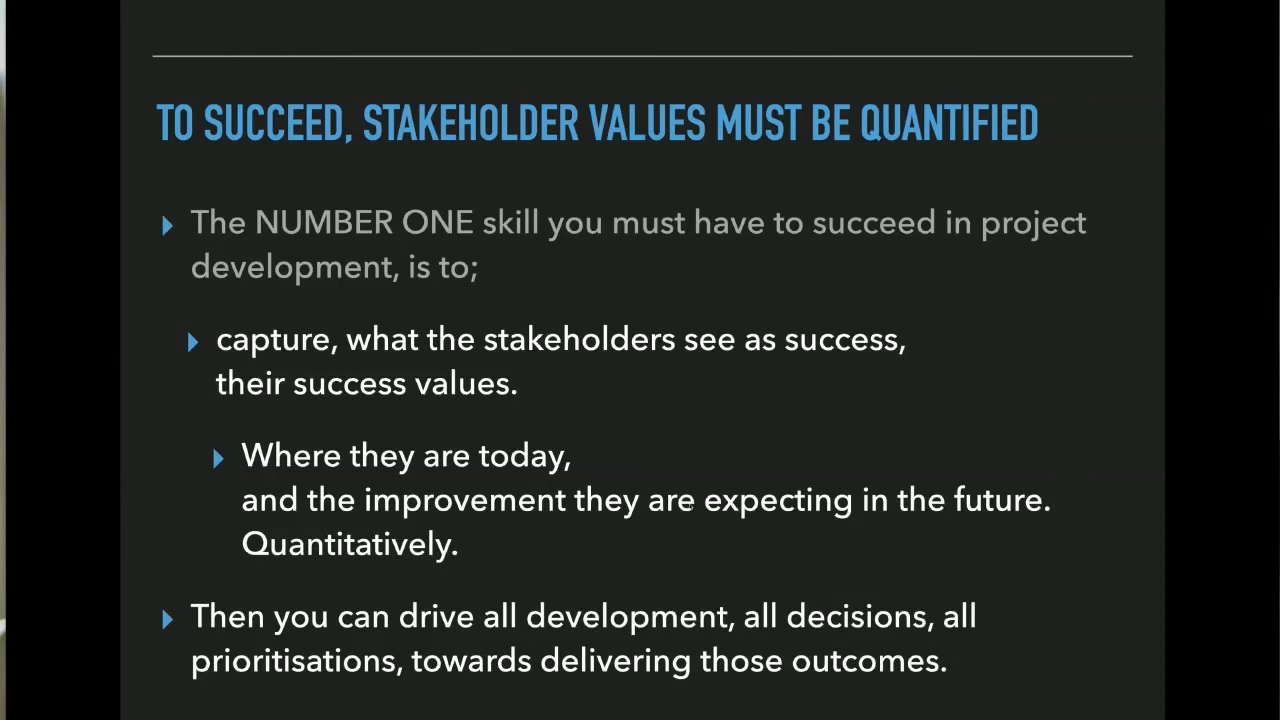 TO SUCCEED, STAKEHOLDER VALUES MUST BE QUANTIFIED
The NUMBER ONE skill you must have to succeed in project
development, is to;
capture, what the stakeholders see as success,
their success values.
Where they are today,
and the improvement they are expecting in the future.
Quantitatively.
Then you can drive all development, all decisions, all
prioritisations, towards delivering those outcomes.